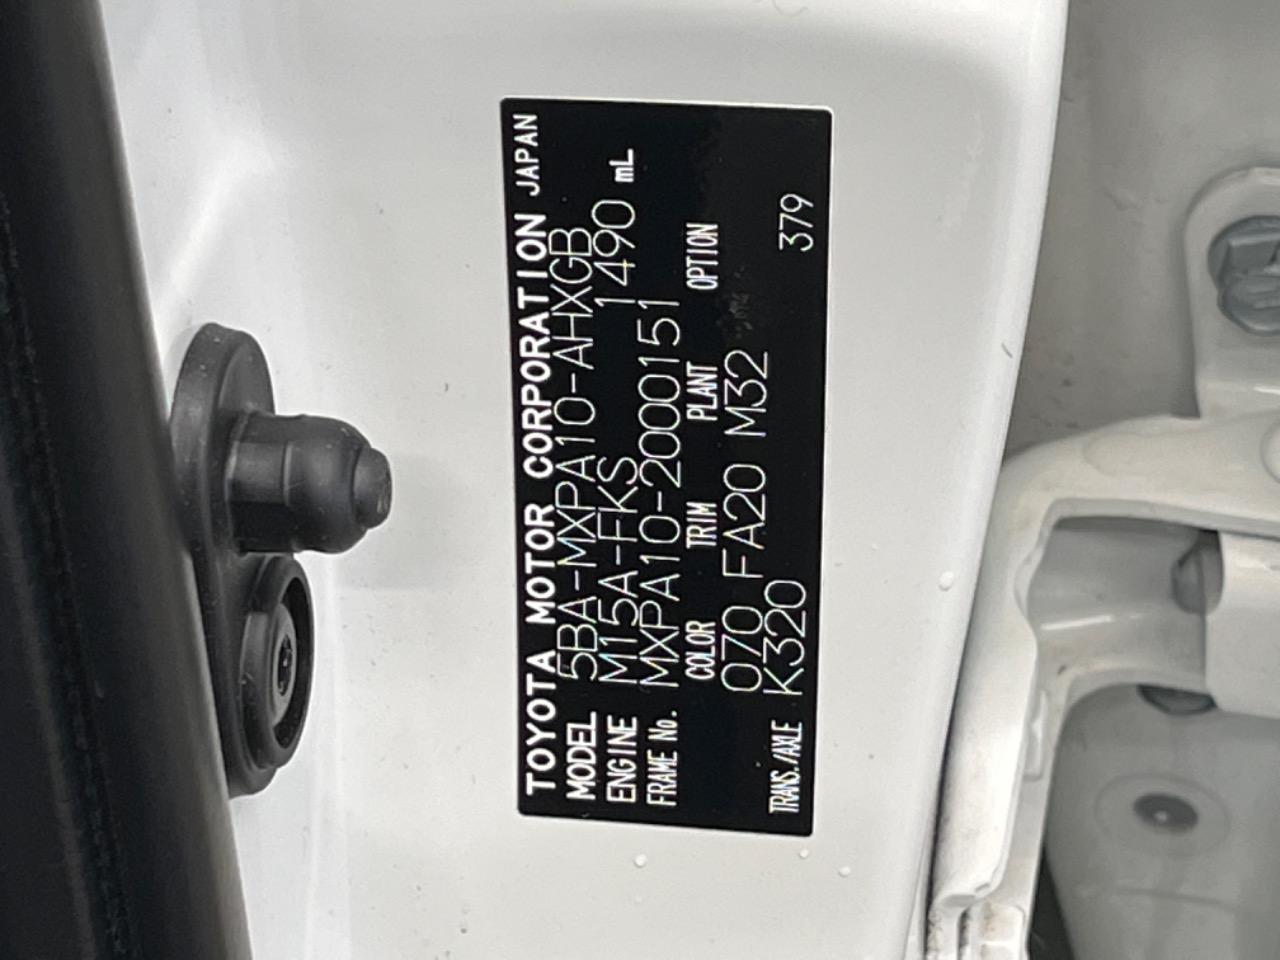 TOYOTA MOTOR CORPORATION JAPAN
MODEL 5BA-MXPA10-AHXGB
ENGINE M15A-FKS 1490 mL
FRAME No. MXPA10-2000151
COLOR TRIM PLANT OPTION
070 FA20 M32
TRANS./AXLE K320 379